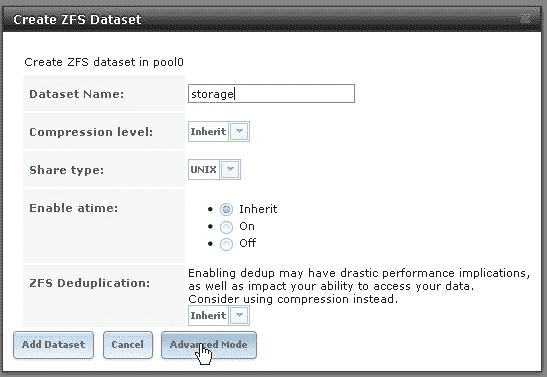 Create ZFS Dataset
Create ZFS dataset in pool0
Dataset Name: storage
Compression level: Inherit
Share type: UNIX
Enable atime: Inherit
On
Off
ZFS Deduplication: Enabling dedup may have drastic performance implications,
as well as impact your ability to access your data.
Consider using compression instead.
Inherit
Add Dataset Cancel Advanced Mode